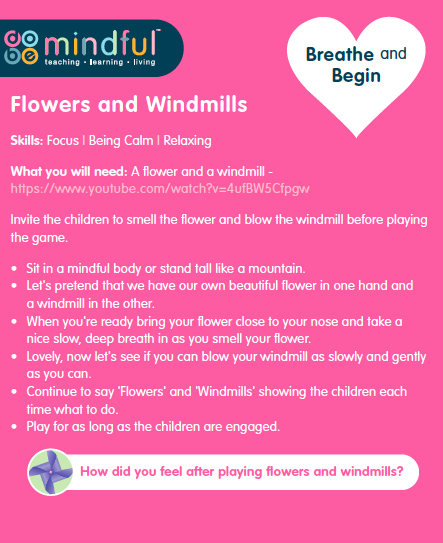 mindful™
teaching • learning • living
Breathe and
Begin
Flowers and Windmills
Skills: Focus | Being Calm | Relaxing
What you will need: A flower and a windmill -
https://www.youtube.com/watch?v=4ufBW5Cfpgw
Invite the children to smell the flower and blow the windmill before playing
the game.
• Sit in a mindful body or stand tall like a mountain.
• Let's pretend that we have our own beautiful flower in one hand and
a windmill in the other.
• When you're ready bring your flower close to your nose and take a
nice slow, deep breath in as you smell your flower.
• Lovely, now let's see if you can blow your windmill as slowly and gently
as you can.
• Continue to say 'Flowers' and 'Windmills' showing the children each
time what to do.
• Play for as long as the children are engaged.
How did you feel after playing flowers and windmills?